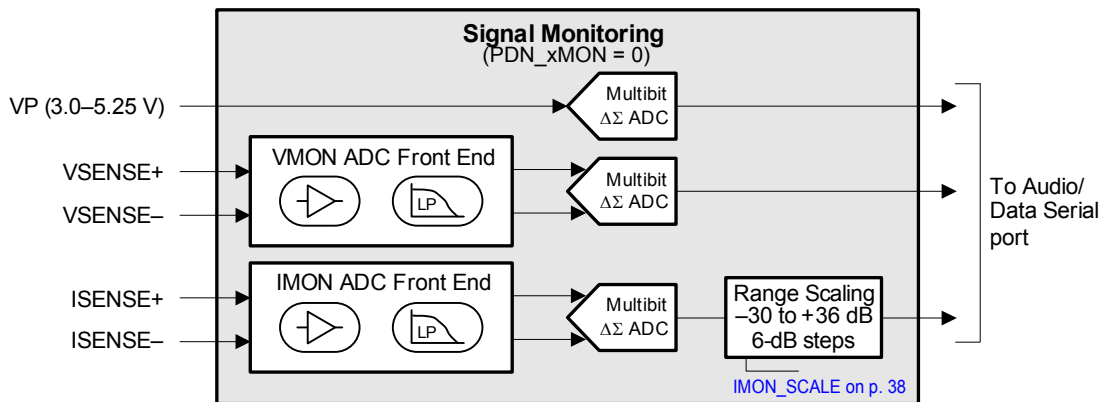 Signal Monitoring
(PDN_xMON = 0)
VP (3.0–5.25 V)
Multibit
ΔΣ ADC
VSENSE+
VSENSE–
VMON ADC Front End
LP
Multibit
ΔΣ ADC
To Audio/
Data Serial
port
ISENSE+
ISENSE–
IMON ADC Front End
LP
Multibit
ΔΣ ADC
Range Scaling
–30 to +36 dB
6-dB steps
IMON_SCALE on p. 38